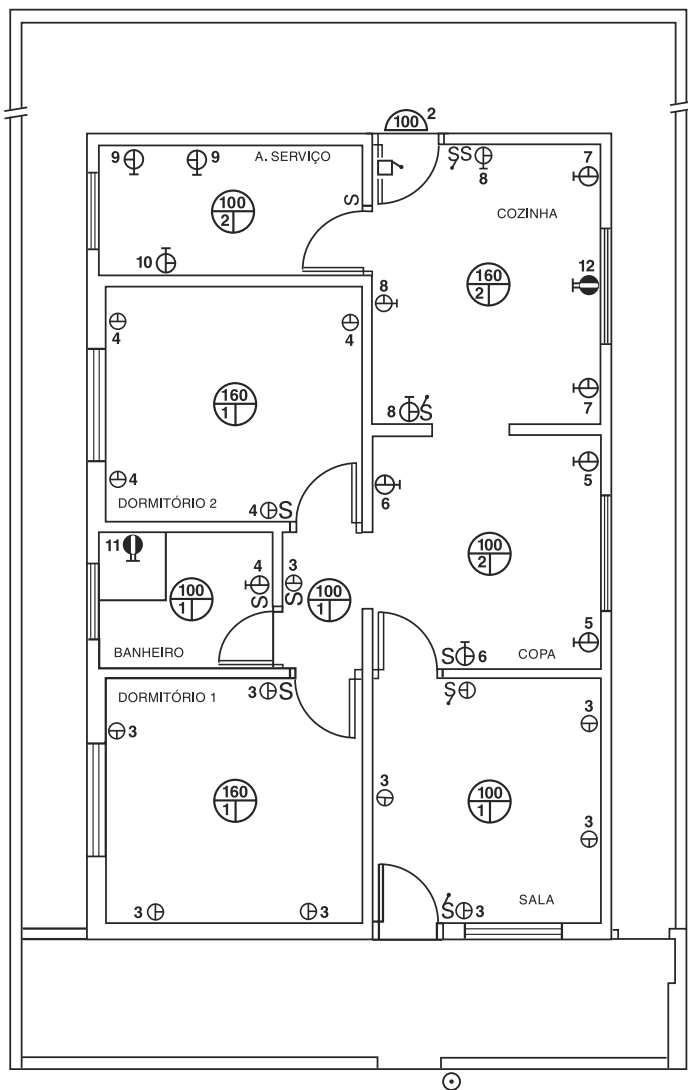 100 2
9 9 A. SERVIÇO
SS 8 7
S
100
2
COZINHA
10
160
2
12
8
4 4
160
1
8 S 7
4
6 5
DORMITÓRIO 2
4 S
100
2
11
100
1
4
S
3
S
100
1
BANHEIRO
S 6 COPA 5
DORMITÓRIO 1
3 S
S
3
3
3
160
1
100
1
3
3 3
S 3 SALA